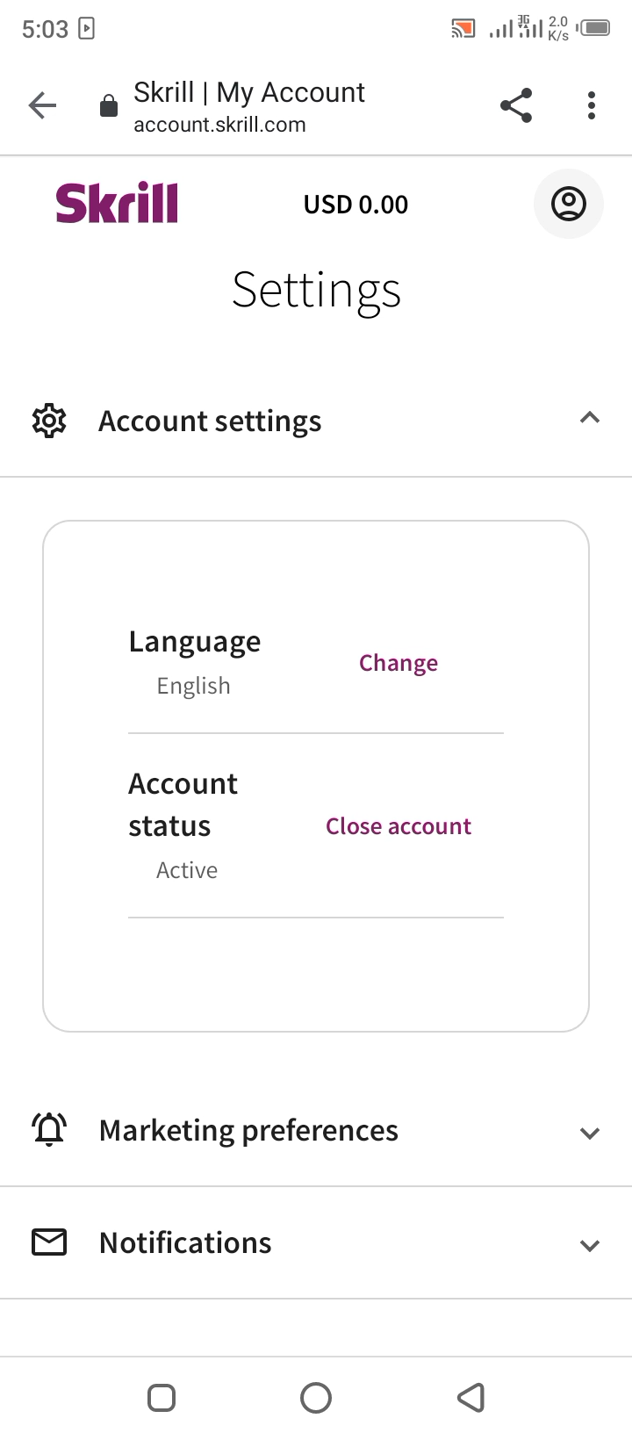 5:03
3G
2.0
K/s
Skrill | My Account
account.skrill.com
Skrill
USD 0.00
Settings
Account settings
Language
English
Change
Account
status
Active
Close account
Marketing preferences
Notifications